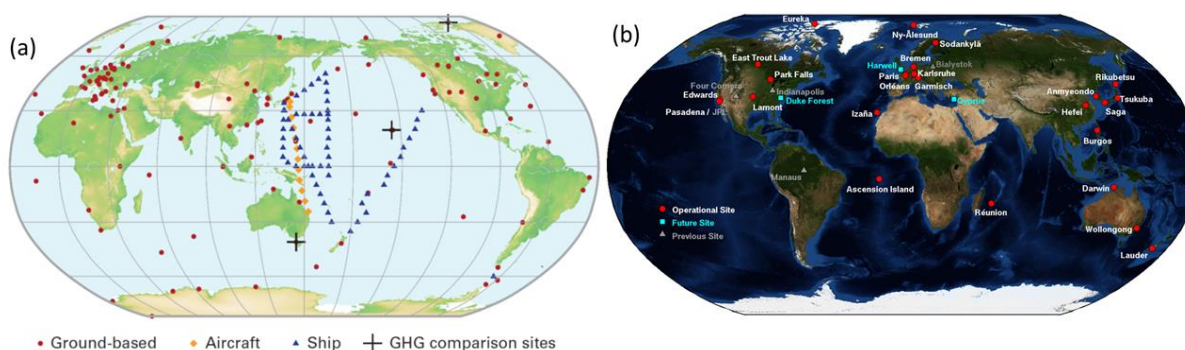 (a)
Ground-based
Aircraft
Ship
GHG comparison sites
(b)
Eureka
Ny-Ålesund
Sodankylä
East Trout Lake
Bremen
Harwell
Bialystok
Park Falls
Paris
Karlsruhe
Rikubetsu
Four Corners
Indianapolis
Orléans
Garmisch
Edwards
Lamont
Duke Forest
Cyprus
Anmyeondo
Tsukuba
Pasadena / JPL
Izaña
Hefei
Saga
Burgos
Manaus
Ascension Island
Darwin
Réunion
Operational Site
Future Site
Previous Site
Wollongong
Lauder